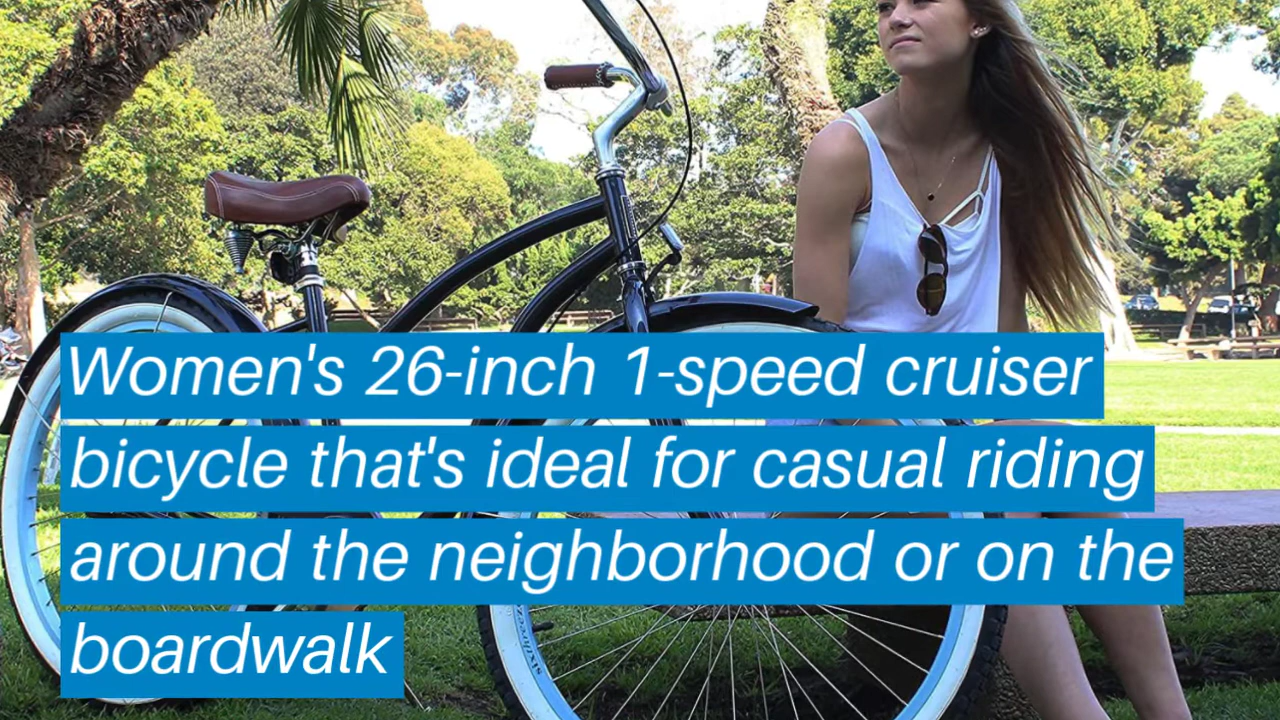 Women's 26-inch 1-speed cruiser
bicycle that's ideal for casual riding
around the neighborhood or on the
boardwalk
sixthreezero